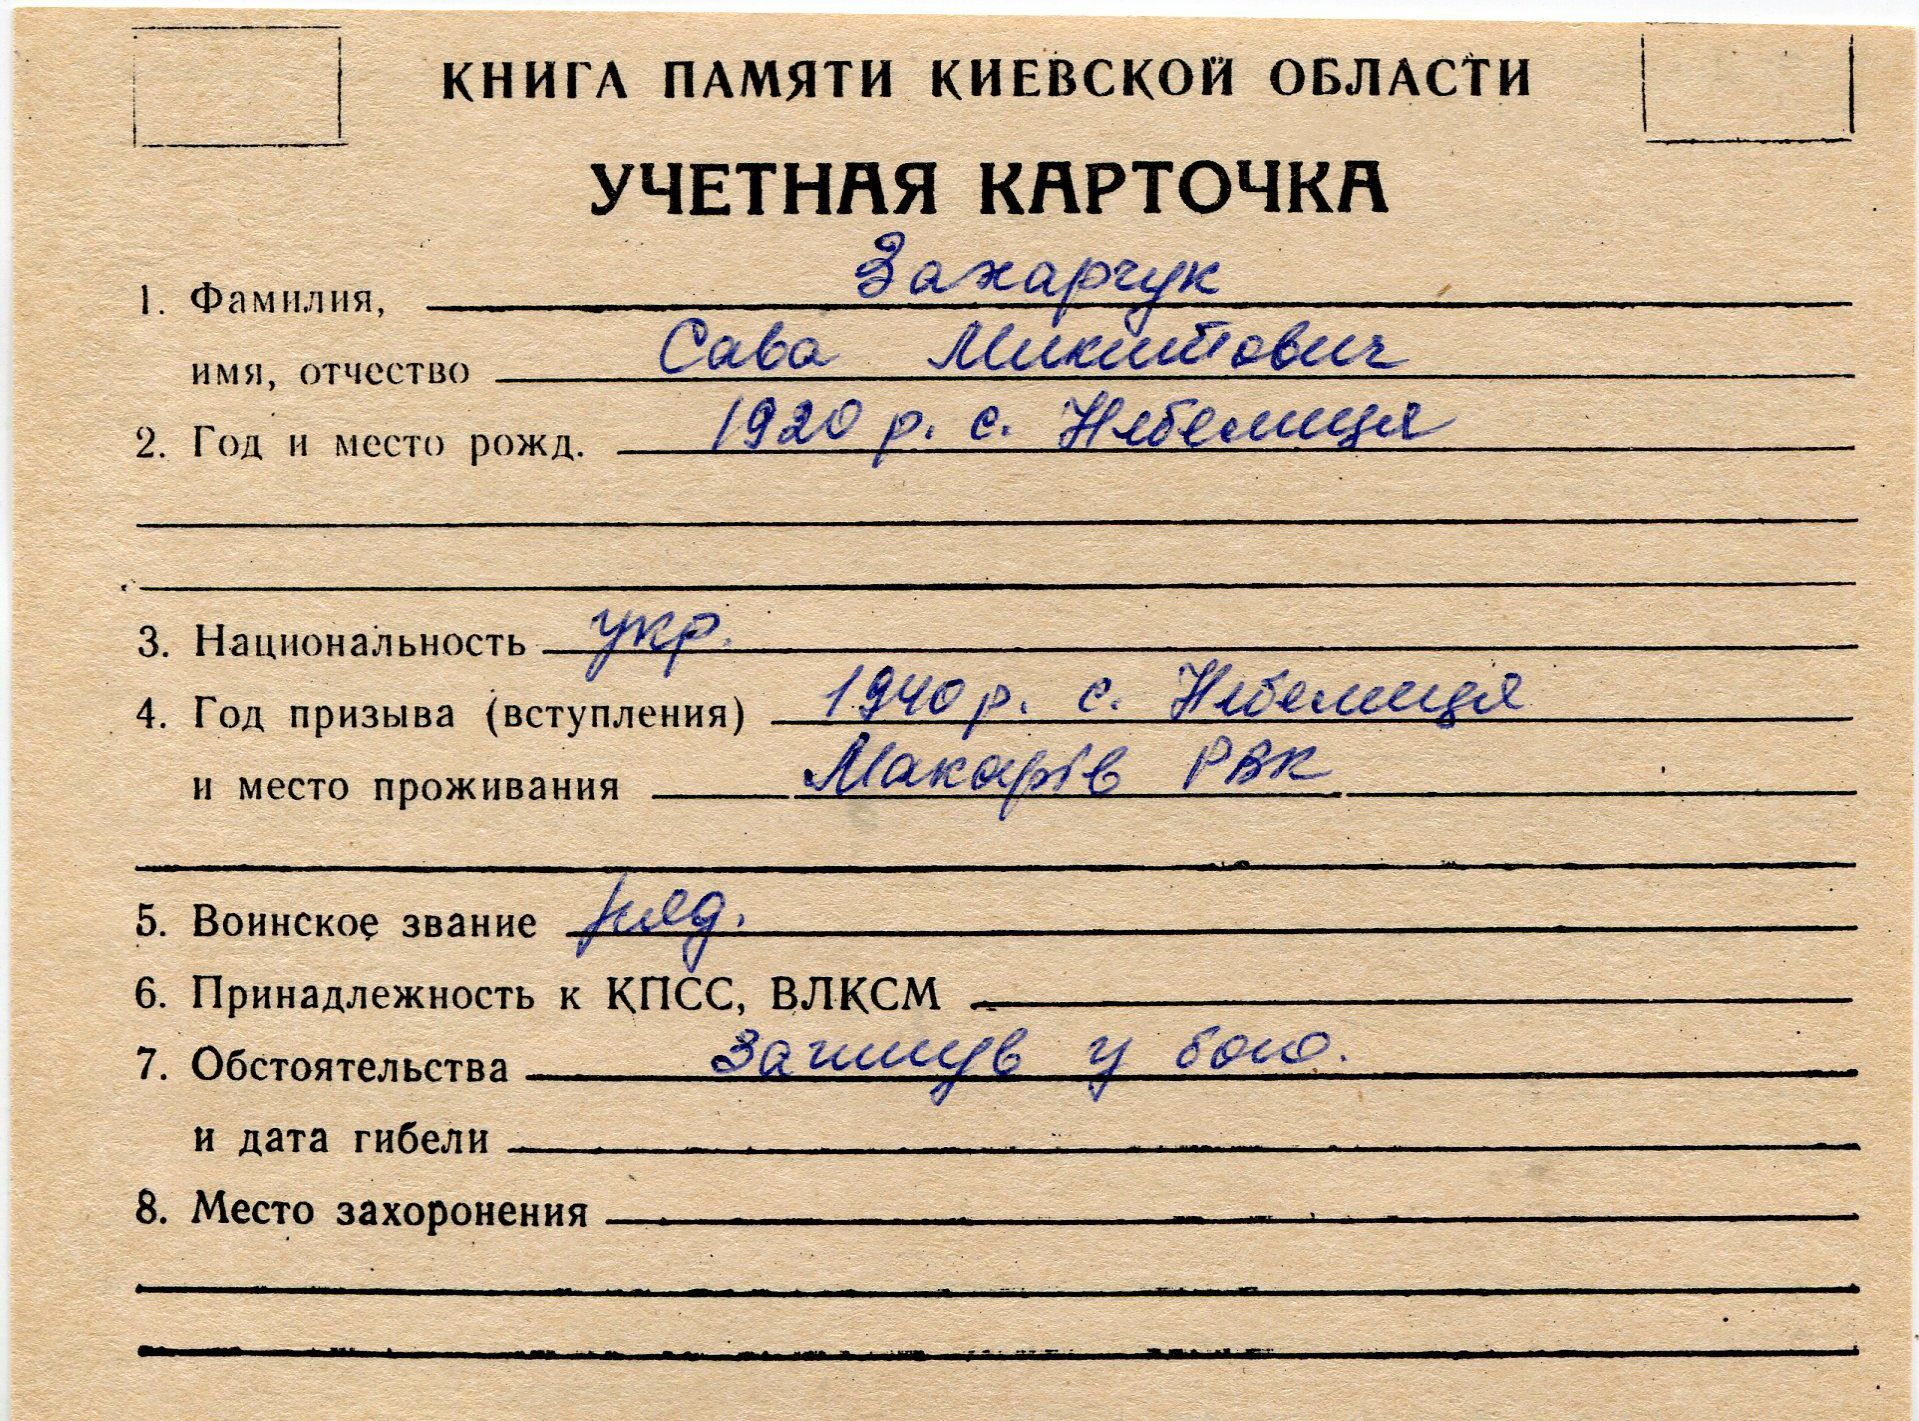 КНИГА ПАМЯТИ КИЕВСКОЙ ОБЛАСТИ
УЧЕТНАЯ КАРТОЧКА
1. Фамилия, Захарчук
имя, отчество Сава Микитович
2. Год и место рожд. 1920 р. с. Небелиця
3. Национальность укр.
4. Год призыва (вступления) 1940 р. с. Небелиця
и место проживания Макарів РВК
5. Воинское звание ряд.
6. Принадлежность к КПСС, ВЛКСМ
7. Обстоятельства Загинув у бою.
и дата гибели
8. Место захоронения